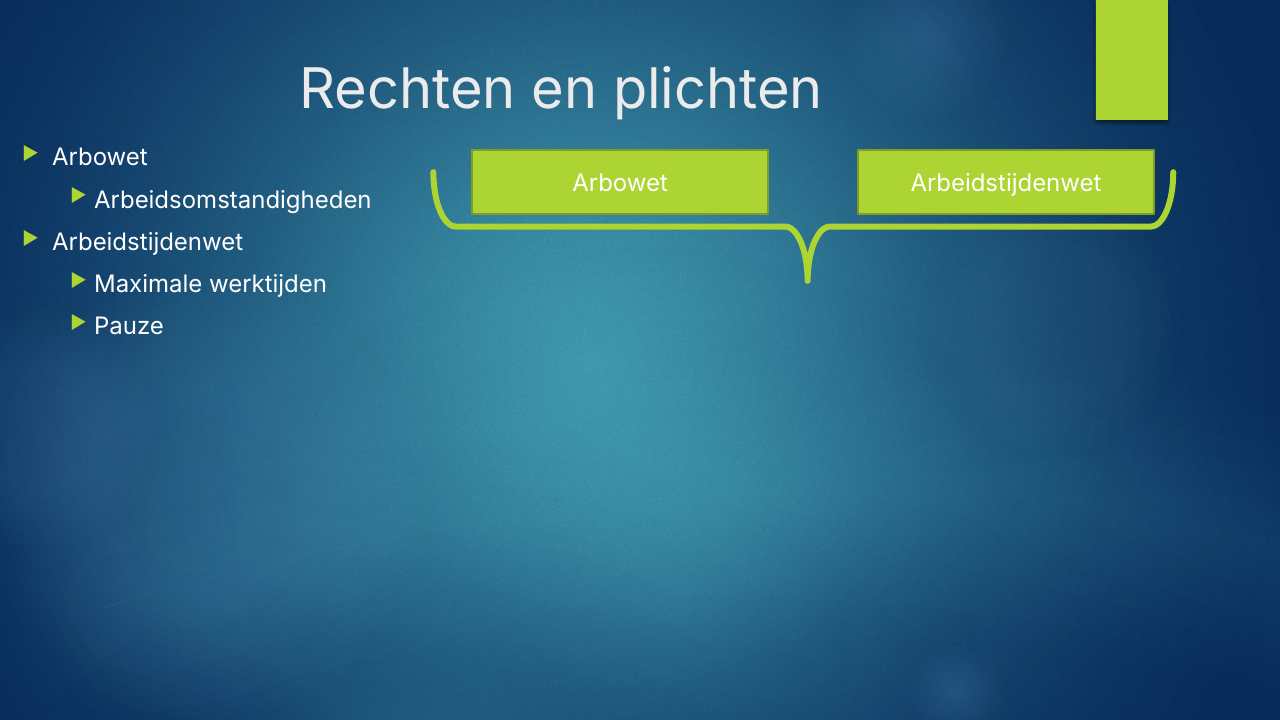 Rechten en plichten
Arbowet
Arbeidsomstandigheden
Arbeidstijdenwet
Maximale werktijden
Pauze
Arbowet
Arbeidstijdenwet